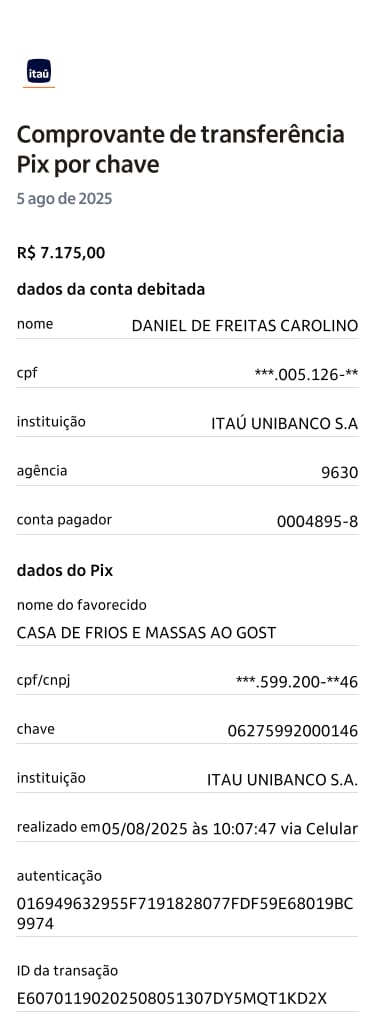 itaú
Comprovante de transferência
Pix por chave
5 ago de 2025
R$ 7.175,00
dados da conta debitada
nome DANIEL DE FREITAS CAROLINO
cpf ***.005.126-**
instituição ITAÚ UNIBANCO S.A
agência 9630
conta pagador 0004895-8
dados do Pix
nome do favorecido
CASA DE FRIOS E MASSAS AO GOST
cpf/cnpj ***.599.200-**46
chave 06275992000146
instituição ITAU UNIBANCO S.A.
realizado em 05/08/2025 às 10:07:47 via Celular
autenticação
016949632955F7191828077FDF59E68019BC
9974
ID da transação
E60701190202508051307DY5MQT1KD2X